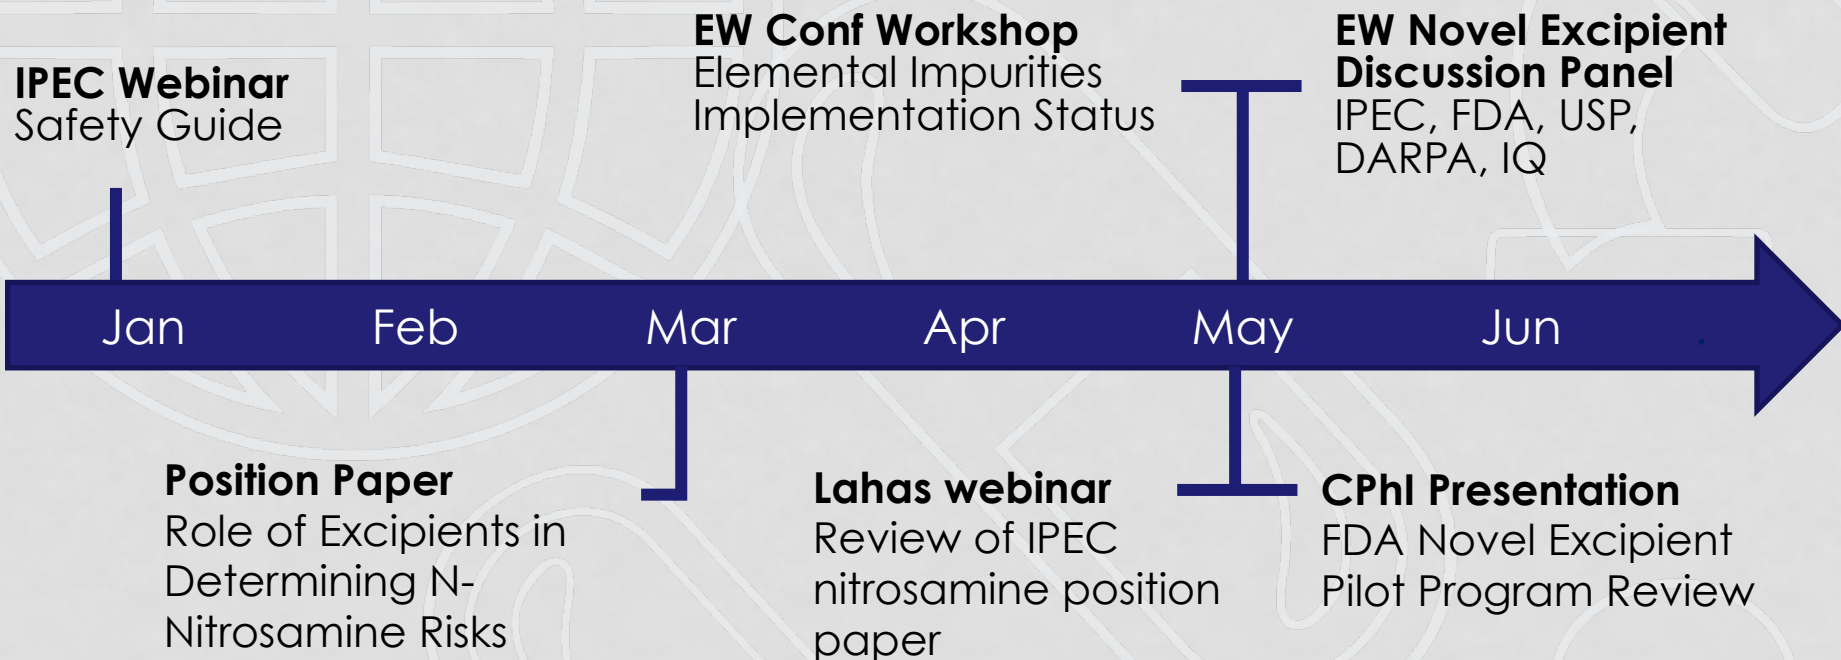 IPEC Webinar
Safety Guide
EW Conf Workshop
Elemental Impurities
Implementation Status
EW Novel Excipient
Discussion Panel
IPEC, FDA, USP,
DARPA, IQ
Jan
Feb
Mar
Apr
May
Jun
.
Position Paper
Role of Excipients in
Determining N-
Nitrosamine Risks
Lahas webinar
Review of IPEC
nitrosamine position
paper
CPhI Presentation
FDA Novel Excipient
Pilot Program Review